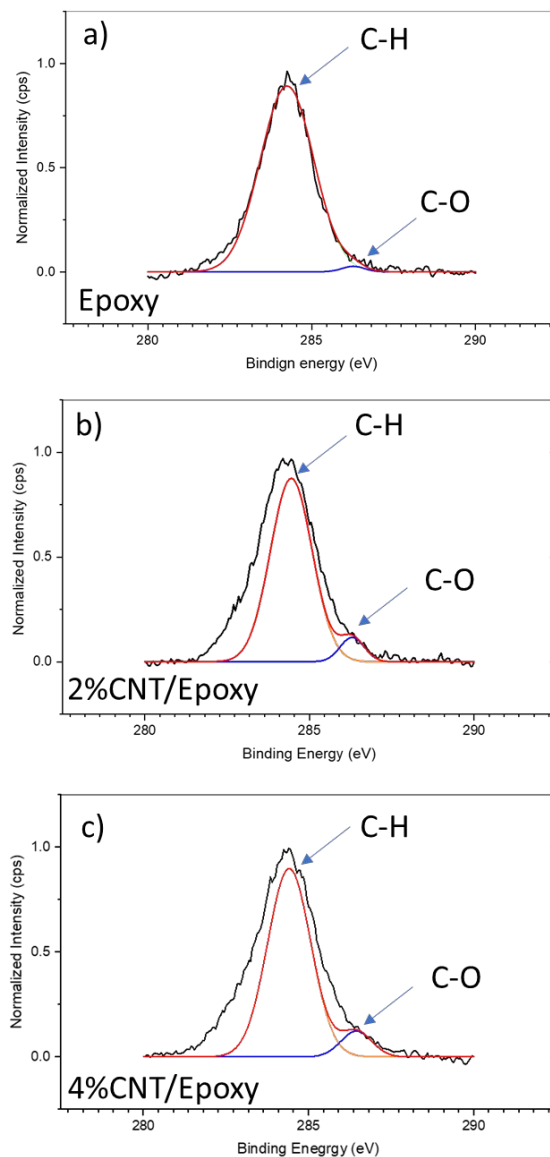 a)
C-H
C-O
Epoxy
Normalized Intensity (cps)
1.0
0.5
0.0
280
285
290
Bindign energy (eV)
b)
C-H
C-O
2%CNT/Epoxy
Normalized Intensity (cps)
1.0
0.5
0.0
280
285
290
Binding Energy (eV)
c)
C-H
C-O
4%CNT/Epoxy
Normalized Intensity (cps)
1.0
0.5
0.0
280
285
290
Binding Enegrgy (eV)